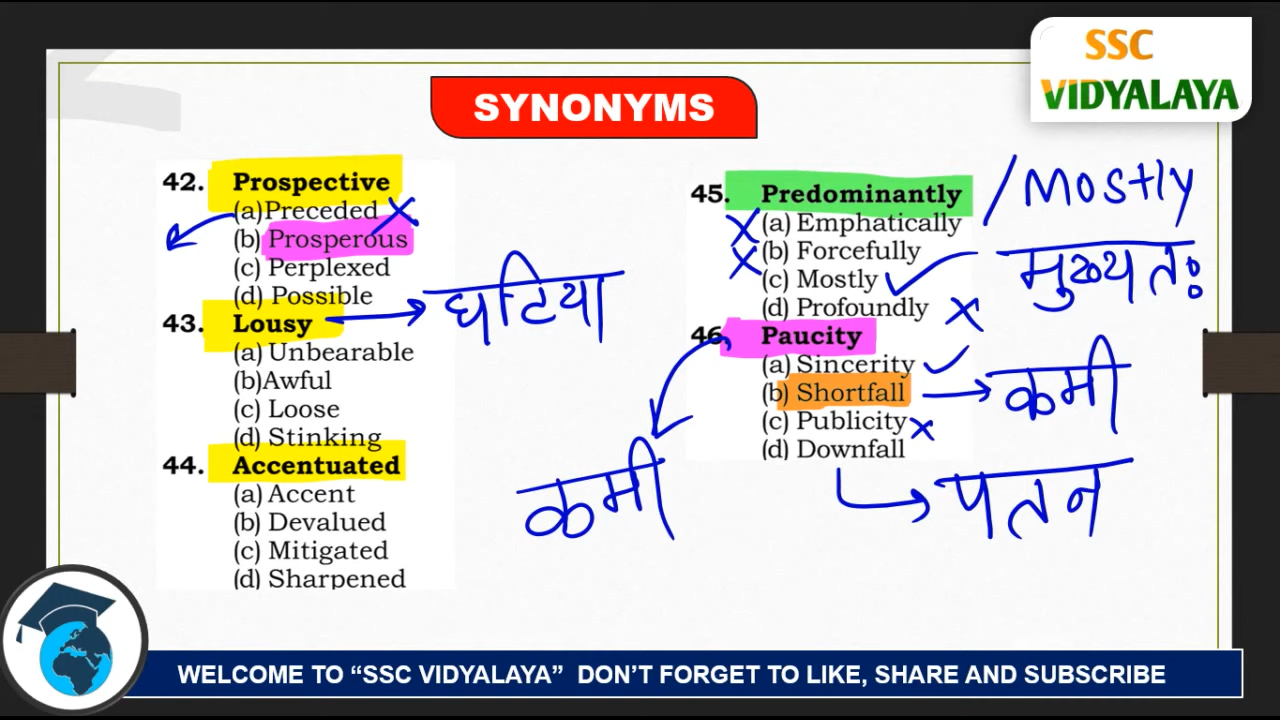 SSC
VIDYALAYA
SYNONYMS
42. Prospective
(a)Preceded
(b) Prosperous
(c) Perplexed
(d) Possible
43. Lousy
घटिया
(a) Unbearable
(b)Awful
(c) Loose
(d) Stinking
44. Accentuated
(a) Accent
(b) Devalued
(c) Mitigated
(d) Sharpened
45. Predominantly
/Mostly
(a) Emphatically
(b) Forcefully
(c) Mostly
मुख्यतः
(d) Profoundly
46. Paucity
कमी
(a) Sincerity
(b) Shortfall
कमी
(c) Publicity
(d) Downfall
पतन
WELCOME TO “SSC VIDYALAYA” DON’T FORGET TO LIKE, SHARE AND SUBSCRIBE